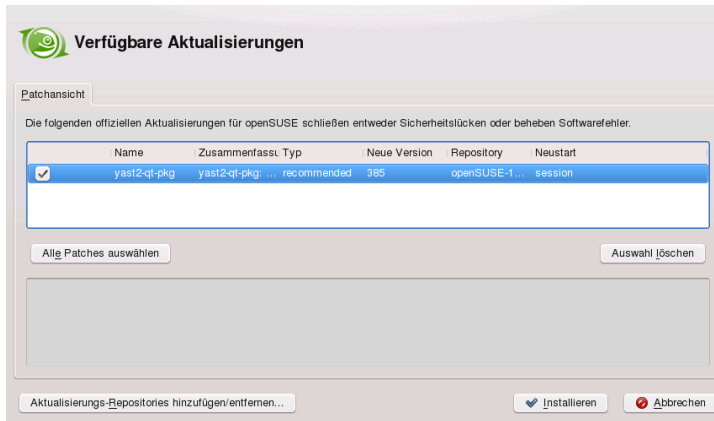 Verfügbare Aktualisierungen
Patchansicht
Die folgenden offiziellen Aktualisierungen für openSUSE schließen entweder Sicherheitslücken oder beheben Softwarefehler.
Name Zusammenfassu Typ Neue Version Repository Neustart
yast2-qt-pkg yast2-qt-pkg: ... recommended 385 openSUSE-1... session
Alle Patches auswählen Auswahl löschen
Aktualisierungs-Repositories hinzufügen/entfernen... Installieren Abbrechen